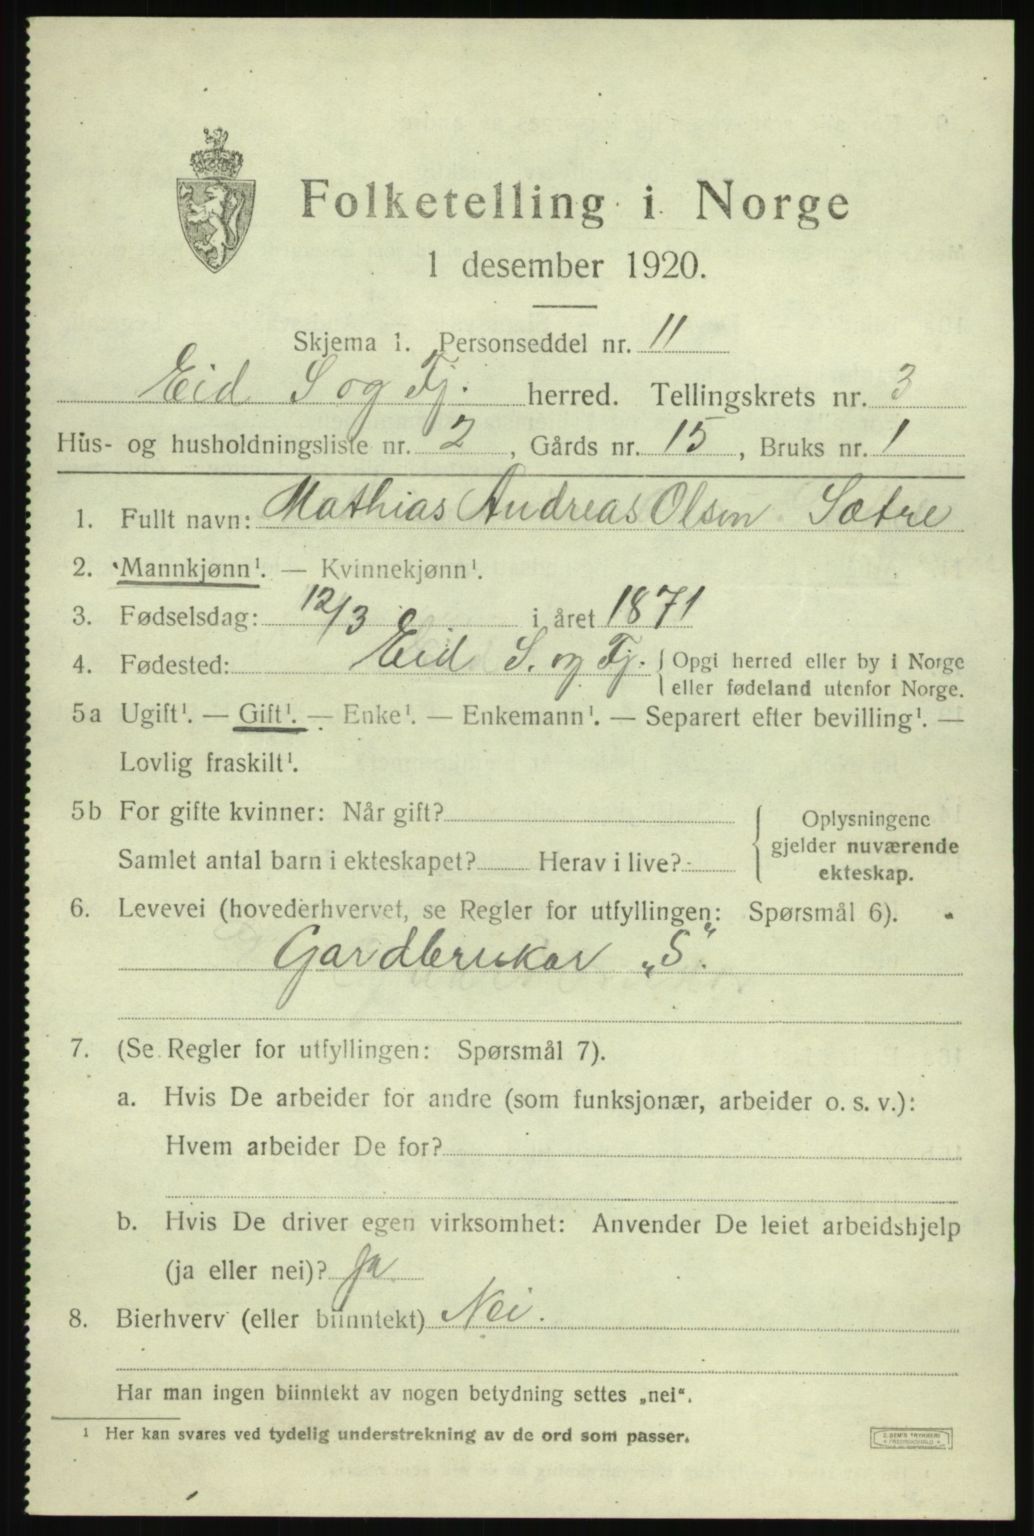 Folketelling i Norge
1 desember 1920.
Skjema 1. Personseddel nr. 11
Eid S og Fj. herred. Tellingskrets nr. 3
Hus- og husholdningsliste nr. 2, Gårds nr. 15, Bruks nr. 1
1. Fullt navn: Mathias Andreas Olsen Sætre
2. Mannkjønn¹. — Kvinnekjønn¹.
3. Fødselsdag: 12/3 i året 1871
4. Fødested: Eid S. og Fj. Opgi herred eller by i Norge
eller fødeland utenfor Norge.
5a Ugift¹. — Gift¹. — Enke¹. — Enkemann¹. — Separert efter bevilling¹. —
Lovlig fraskilt¹.
5b For gifte kvinner: Når gift?
Samlet antal barn i ekteskapet? Herav i live?
Oplysningene
gjelder nuværende
ekteskap.
6. Levevei (hovederhvervet, se Regler for utfyllingen: Spørsmål 6).
Gardbrukar „S".
7. (Se Regler for utfyllingen: Spørsmål 7).
a. Hvis De arbeider for andre (som funksjonær, arbeider o. s. v.):
Hvem arbeider De for?
b. Hvis De driver egen virksomhet: Anvender De leiet arbeidshjelp
(ja eller nei)? Ja
8. Bierhverv (eller biinntekt) Nei.
Har man ingen biinntekt av nogen betydning settes „nei“.
¹ Her kan svares ved tydelig understrekning av de ord som passer.